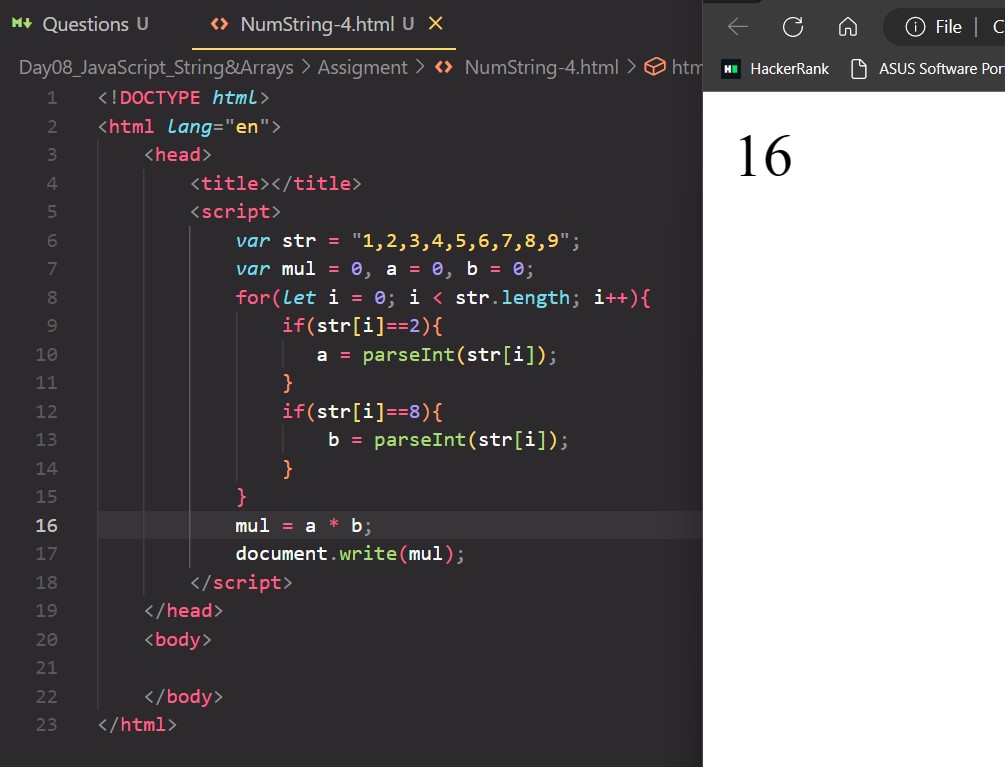 Questions U
NumString-4.html U
Day08_JavaScript_String&Arrays > Assigment > NumString-4.html > htm
1 <!DOCTYPE html>
2 <html lang="en">
3 <head>
4 <title></title>
5 <script>
6 var str = "1,2,3,4,5,6,7,8,9";
7 var mul = 0, a = 0, b = 0;
8 for(let i = 0; i < str.length; i++){
9 if(str[i]==2){
10 a = parseInt(str[i]);
11 }
12 if(str[i]==8){
13 b = parseInt(str[i]);
14 }
15 }
16 mul = a * b;
17 document.write(mul);
18 </script>
19 </head>
20 <body>
21
22 </body>
23 </html>
File | C
HackerRank
ASUS Software Por
16